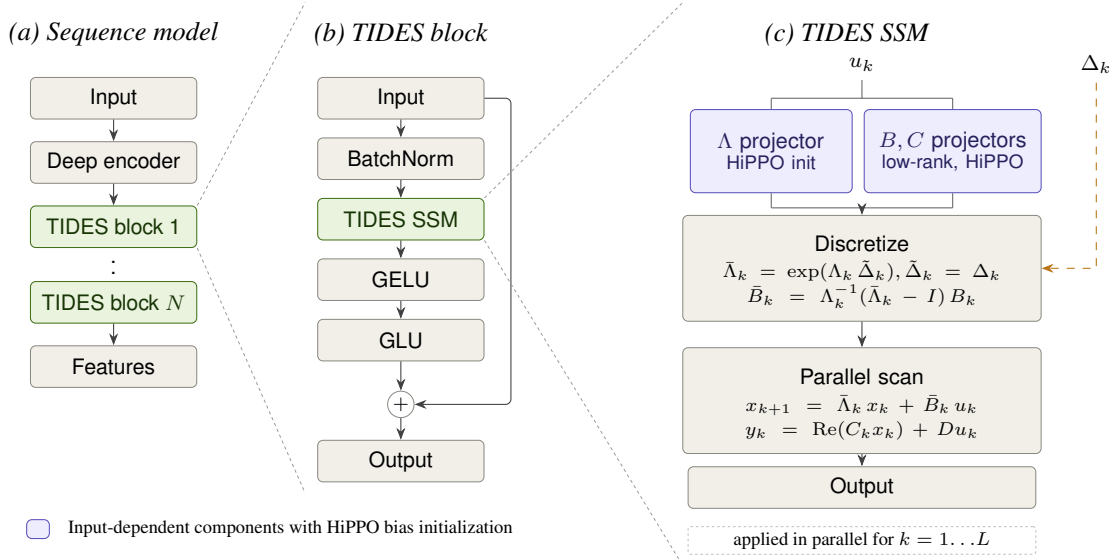 (a) Sequence model
Input
Deep encoder
TIDES block 1
:
TIDES block N
Features
(b) TIDES block
Input
BatchNorm
TIDES SSM
GELU
GLU
+
Output
(c) TIDES SSM
u_k
Δ_k
Λ projector
HiPPO init
B, C projectors
low-rank, HiPPO
Discretize
Λ̄_k = exp(Λ_k Δ̃_k), Δ̃_k = Δ_k
B̄_k = Λ_k^{-1}(Λ̄_k − I) B_k
Parallel scan
x_{k+1} = Λ̄_k x_k + B̄_k u_k
y_k = Re(C_k x_k) + Du_k
Output
Input-dependent components with HiPPO bias initialization
applied in parallel for k = 1...L